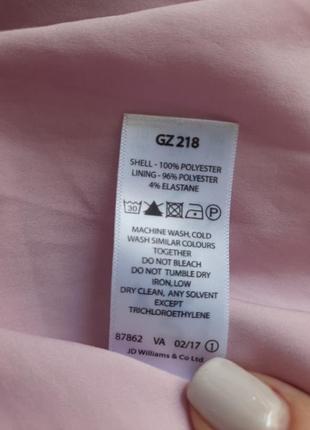 GZ 218
SHELL - 100% POLYESTER
LINING - 96% POLYESTER
4% ELASTANE
30 P
MACHINE WASH, COLD
WASH SIMILAR COLOURS
TOGETHER
DO NOT BLEACH
DO NOT TUMBLE DRY
IRON, LOW
DRY CLEAN, ANY SOLVENT
EXCEPT
TRICHLOROETHYLENE
87862 VA 02/17 I
JD Williams & Co Ltd.